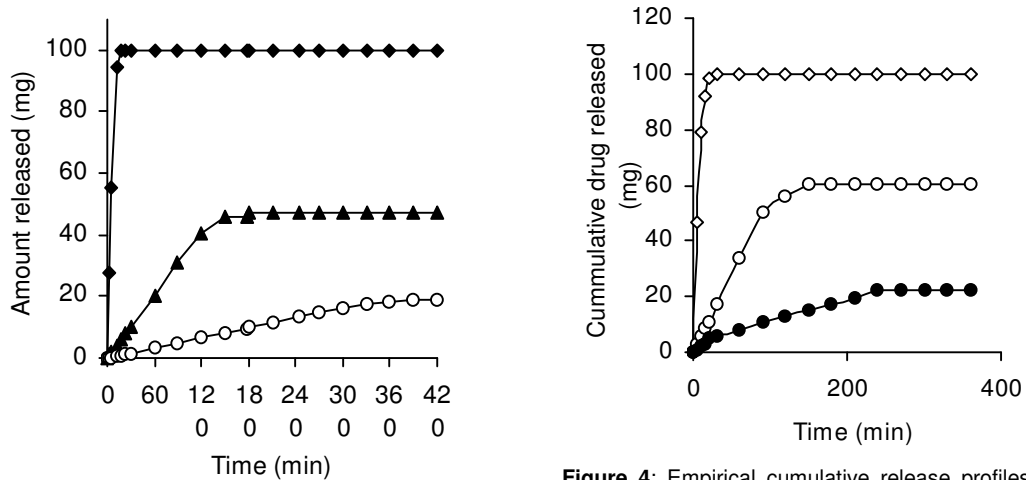 Amount released (mg)
100
80
60
40
20
0
0 60 12 18 24 30 36 42
0 0 0 0 0 0
Time (min)
Cummulative drug released
(mg)
120
100
80
60
40
20
0
0 200 400
Time (min)
Figure 4: Empirical cumulative release profiles